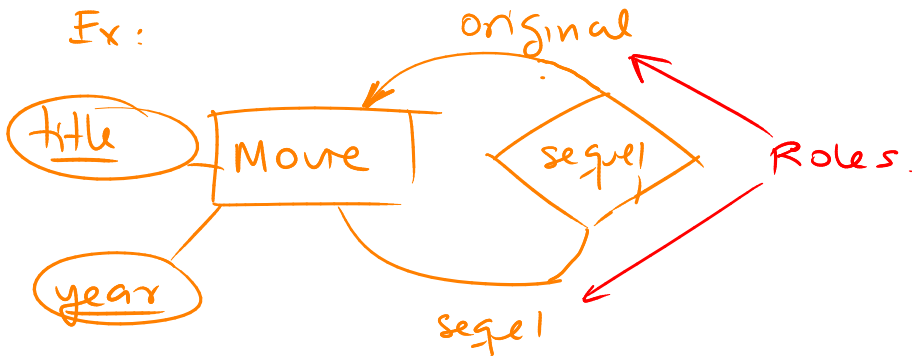 Ex:
original
title
Movie
sequel
Roles.
year
sequel